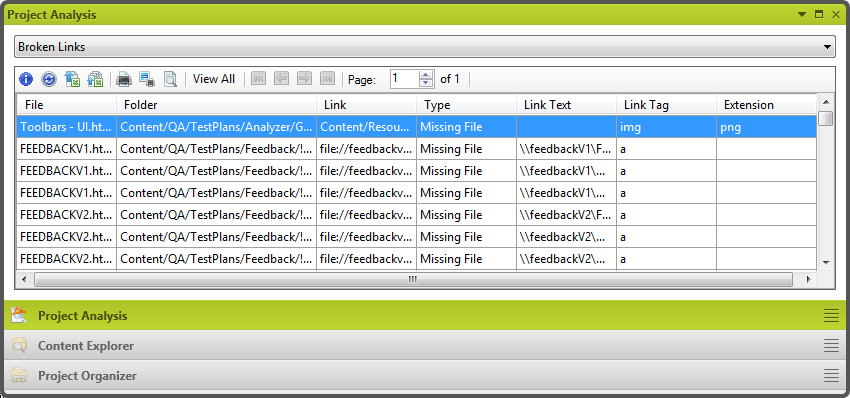 Project Analysis
Broken Links
View All Page: 1 of 1
File Folder Link Type Link Text Link Tag Extension
Toolbars - UI.ht... Content/QA/TestPlans/Analyzer/G... Content/Resou... Missing File img png
FEEDBACKV1.ht... Content/QA/TestPlans/Feedback/!... file://feedbackv... Missing File \\feedbackV1\F... a
FEEDBACKV1.ht... Content/QA/TestPlans/Feedback/!... file://feedbackv... Missing File \\feedbackV1\... a
FEEDBACKV1.ht... Content/QA/TestPlans/Feedback/!... file://feedbackv... Missing File \\feedbackV1\... a
FEEDBACKV2.ht... Content/QA/TestPlans/Feedback/!... file://feedbackv... Missing File \\feedbackV2\F... a
FEEDBACKV2.ht... Content/QA/TestPlans/Feedback/!... file://feedbackv... Missing File \\feedbackV2\... a
FEEDBACKV2.ht... Content/QA/TestPlans/Feedback/!... file://feedbackv... Missing File \\feedbackV2\... a
Project Analysis
Content Explorer
Project Organizer